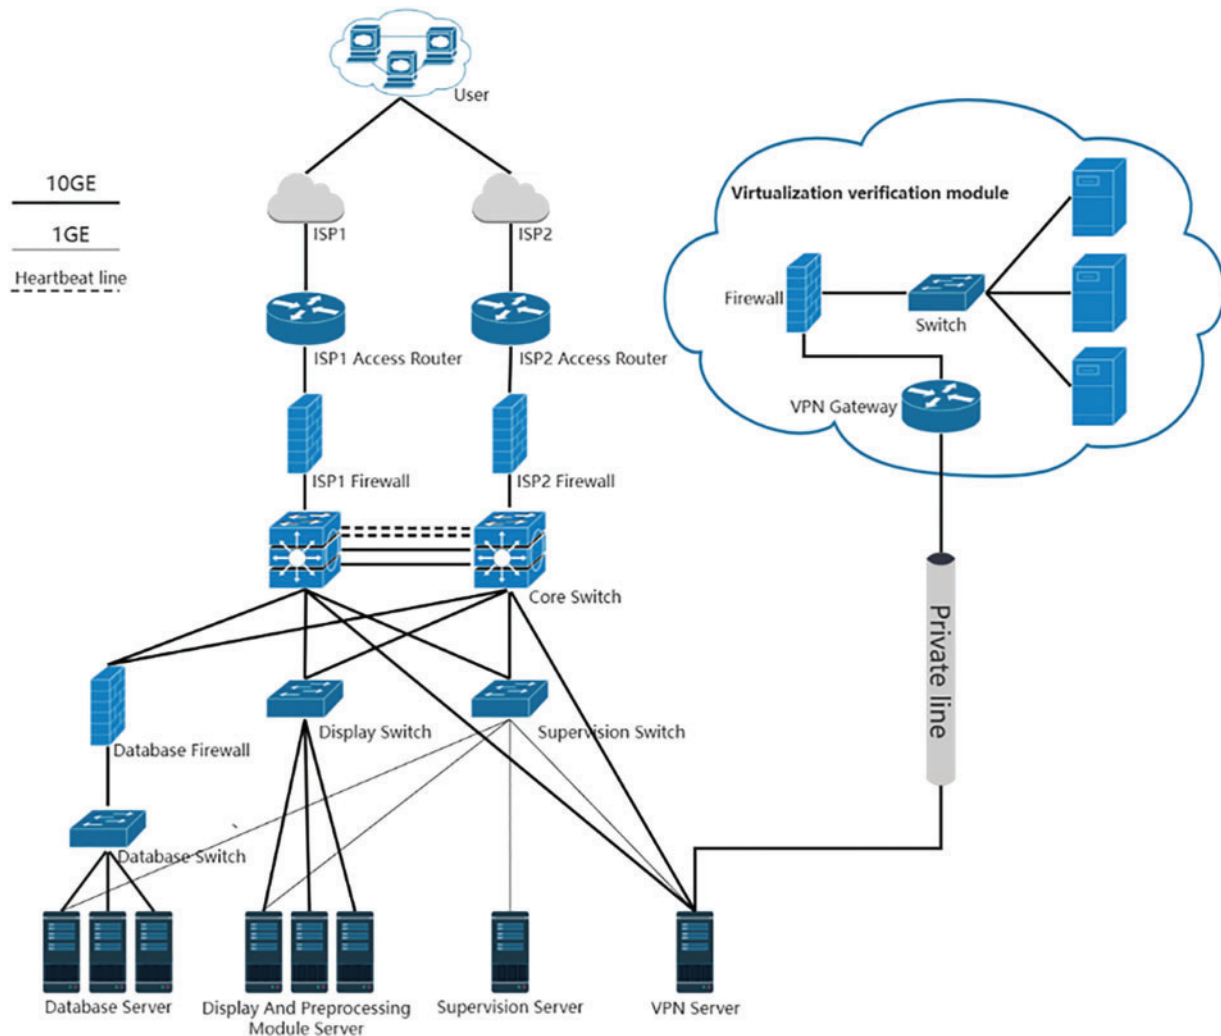 User
10GE
1GE
Heartbeat line
ISP1
ISP2
Virtualization verification module
Firewall
Switch
ISP1 Access Router
ISP2 Access Router
VPN Gateway
ISP1 Firewall
ISP2 Firewall
Core Switch
Private line
Display Switch
Supervision Switch
Database Firewall
Database Switch
Database Server
Display And Preprocessing
Module Server
Supervision Server
VPN Server